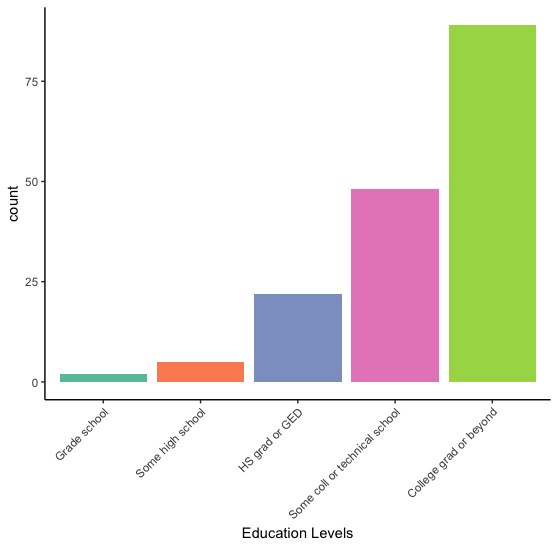 count
75
50
25
0
Grade school
Some high school
HS grad or GED
Some coll or technical school
College grad or beyond
Education Levels